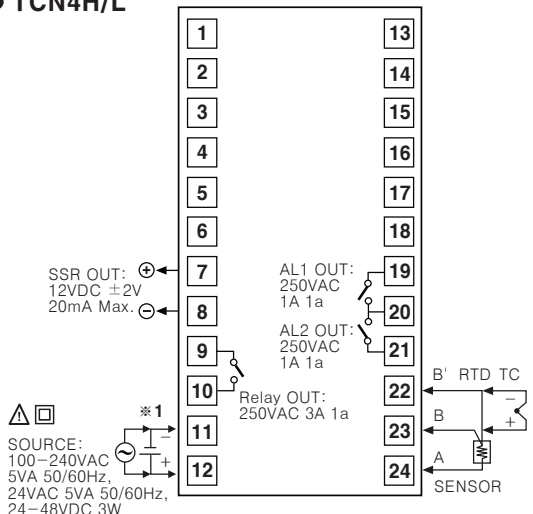 TCN4H/L
1
13
2
14
3
15
4
16
5
17
6
18
SSR OUT:
12VDC ±2V
20mA Max.
⊕
7
⊖
8
AL1 OUT:
250VAC
1A 1a
19
20
AL2 OUT:
250VAC
1A 1a
21
9
10
Relay OUT:
250VAC 3A 1a
22
B' RTD TC
−
+
23
B
24
A
SENSOR
※1
11
−
12
+
SOURCE:
100−240VAC
5VA 50/60Hz,
24VAC 5VA 50/60Hz,
24−48VDC 3W